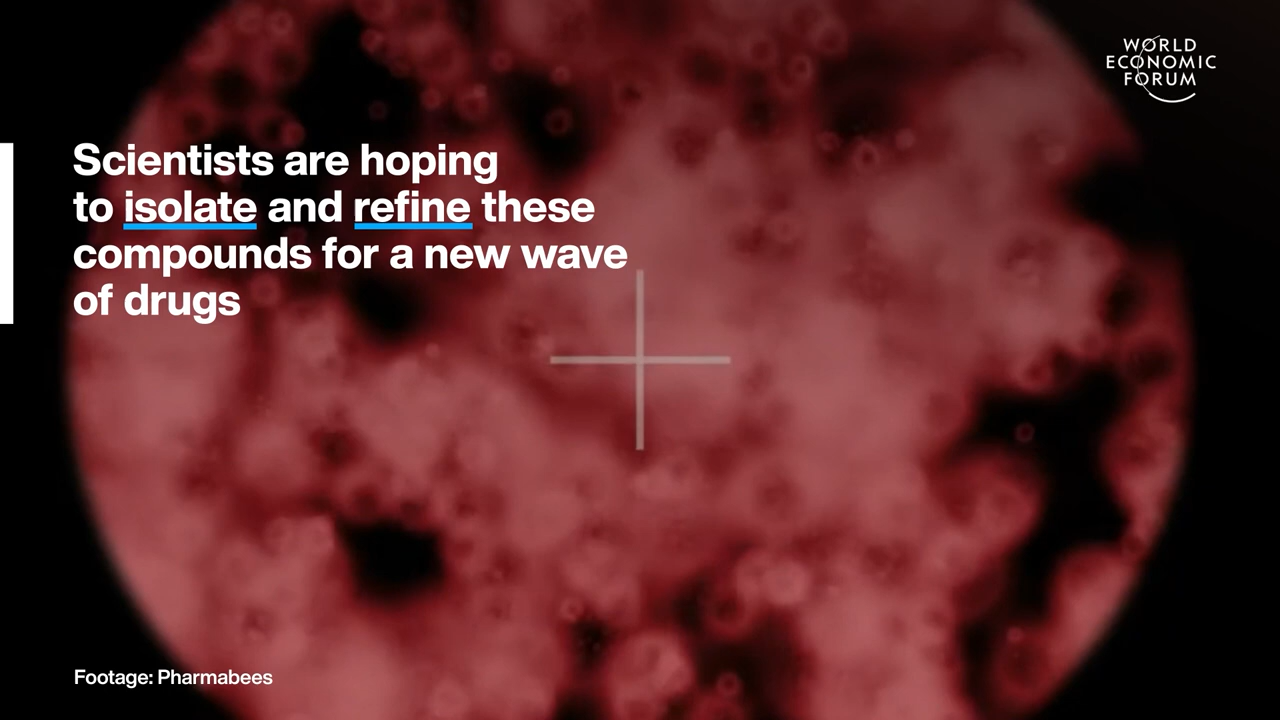 WORLD
ECONOMIC
FORUM
Scientists are hoping
to isolate and refine these
compounds for a new wave
of drugs
Footage: Pharmabees